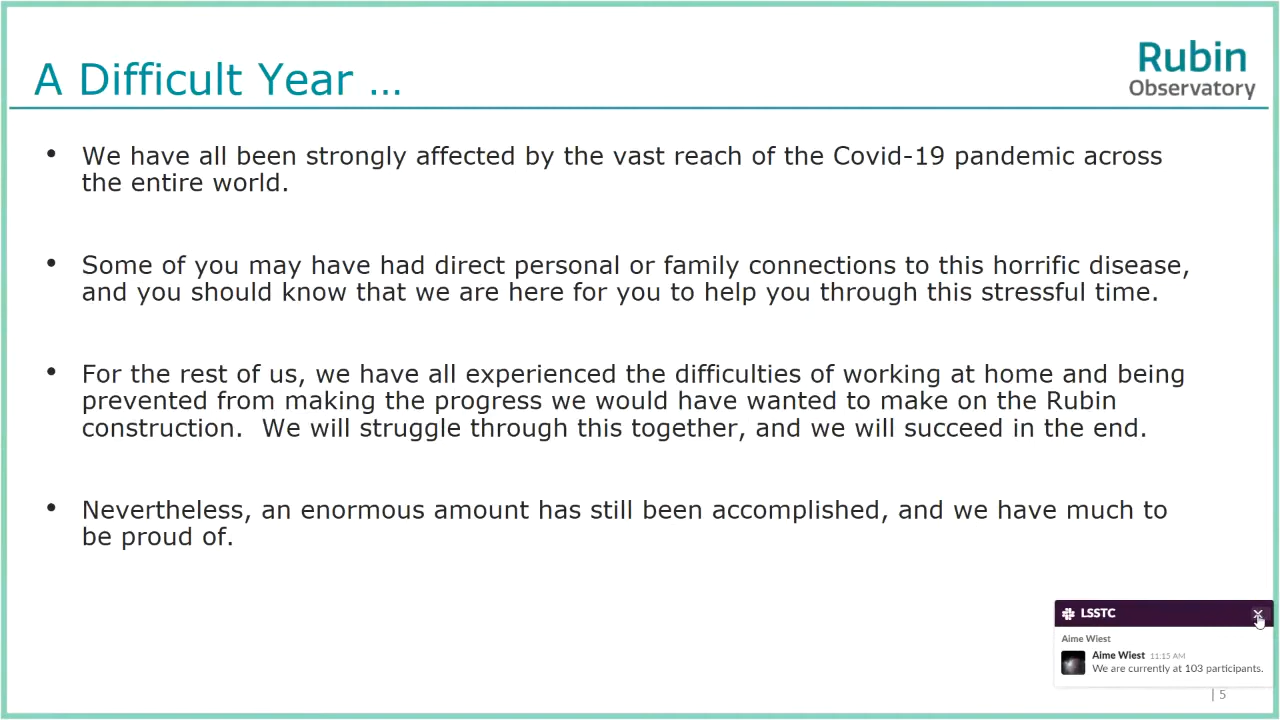 A Difficult Year ...
Rubin
Observatory
• We have all been strongly affected by the vast reach of the Covid-19 pandemic across
the entire world.
• Some of you may have had direct personal or family connections to this horrific disease,
and you should know that we are here for you to help you through this stressful time.
• For the rest of us, we have all experienced the difficulties of working at home and being
prevented from making the progress we would have wanted to make on the Rubin
construction.  We will struggle through this together, and we will succeed in the end.
• Nevertheless, an enormous amount has still been accomplished, and we have much to
be proud of.
LSSTC
Aime Wiest
Aime Wiest 11:15 AM
We are currently at 103 participants.
| 5